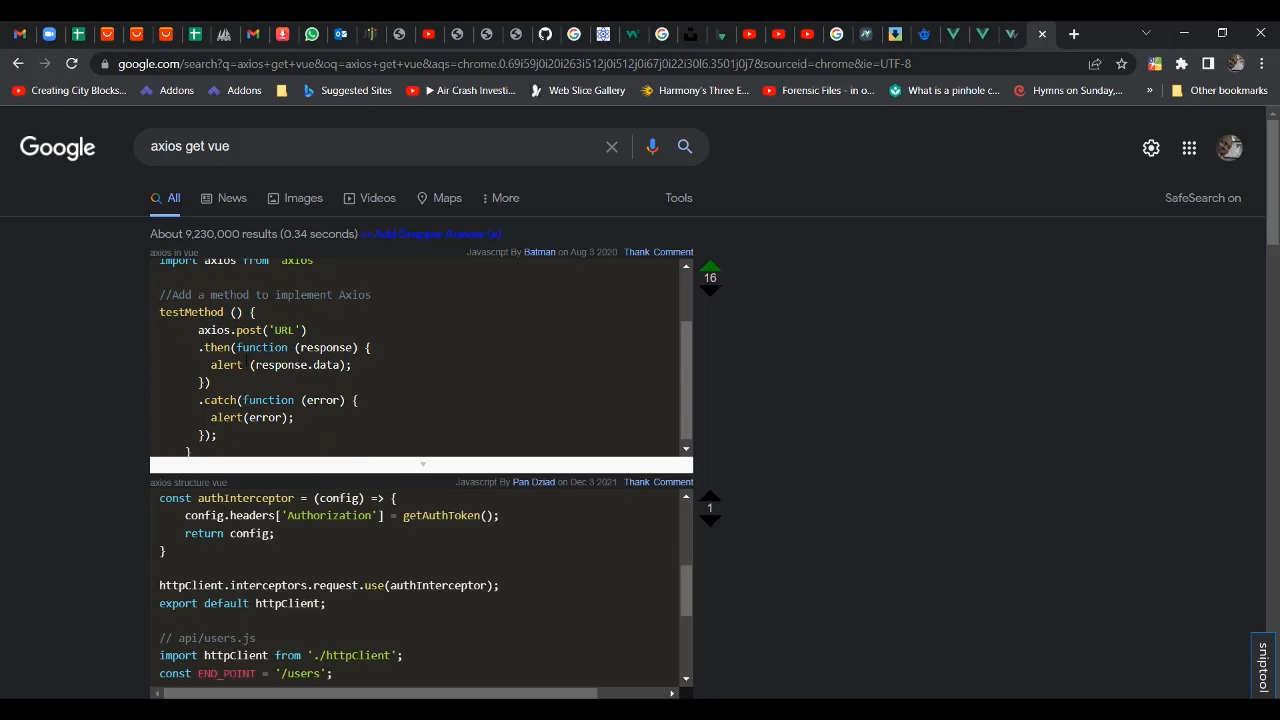 google.com/search?q=axios+get+vue&oq=axios+get+vue&aqs=chrome.0.69i59j0i20i263i512j0i512j0i67j0i22i30l6.3501j0j7&sourceid=chrome&ie=UTF-8
Creating City Blocks... Addons Addons Suggested Sites ▶ Air Crash Investi... Web Slice Gallery Harmony's Three E... Forensic Files - in o... What is a pinhole c... Hymns on Sunday,... » Other bookmarks
Google axios get vue
All News Images Videos Maps More Tools SafeSearch on
About 9,230,000 results (0.34 seconds) Add Grepper Answer (a)
axios in vue Javascript By Batman on Aug 3 2020 Thank Comment
import axios from 'axios'
16
//Add a method to implement Axios
testMethod () {
axios.post('URL')
.then(function (response) {
alert (response.data);
})
.catch(function (error) {
alert(error);
});
}
axios structure vue Javascript By Pan Dziad on Dec 3 2021 Thank Comment
const authInterceptor = (config) => {
1
config.headers['Authorization'] = getAuthToken();
return config;
}
httpClient.interceptors.request.use(authInterceptor);
export default httpClient;
// api/users.js
import httpClient from './httpClient';
const END_POINT = '/users';
sniptool